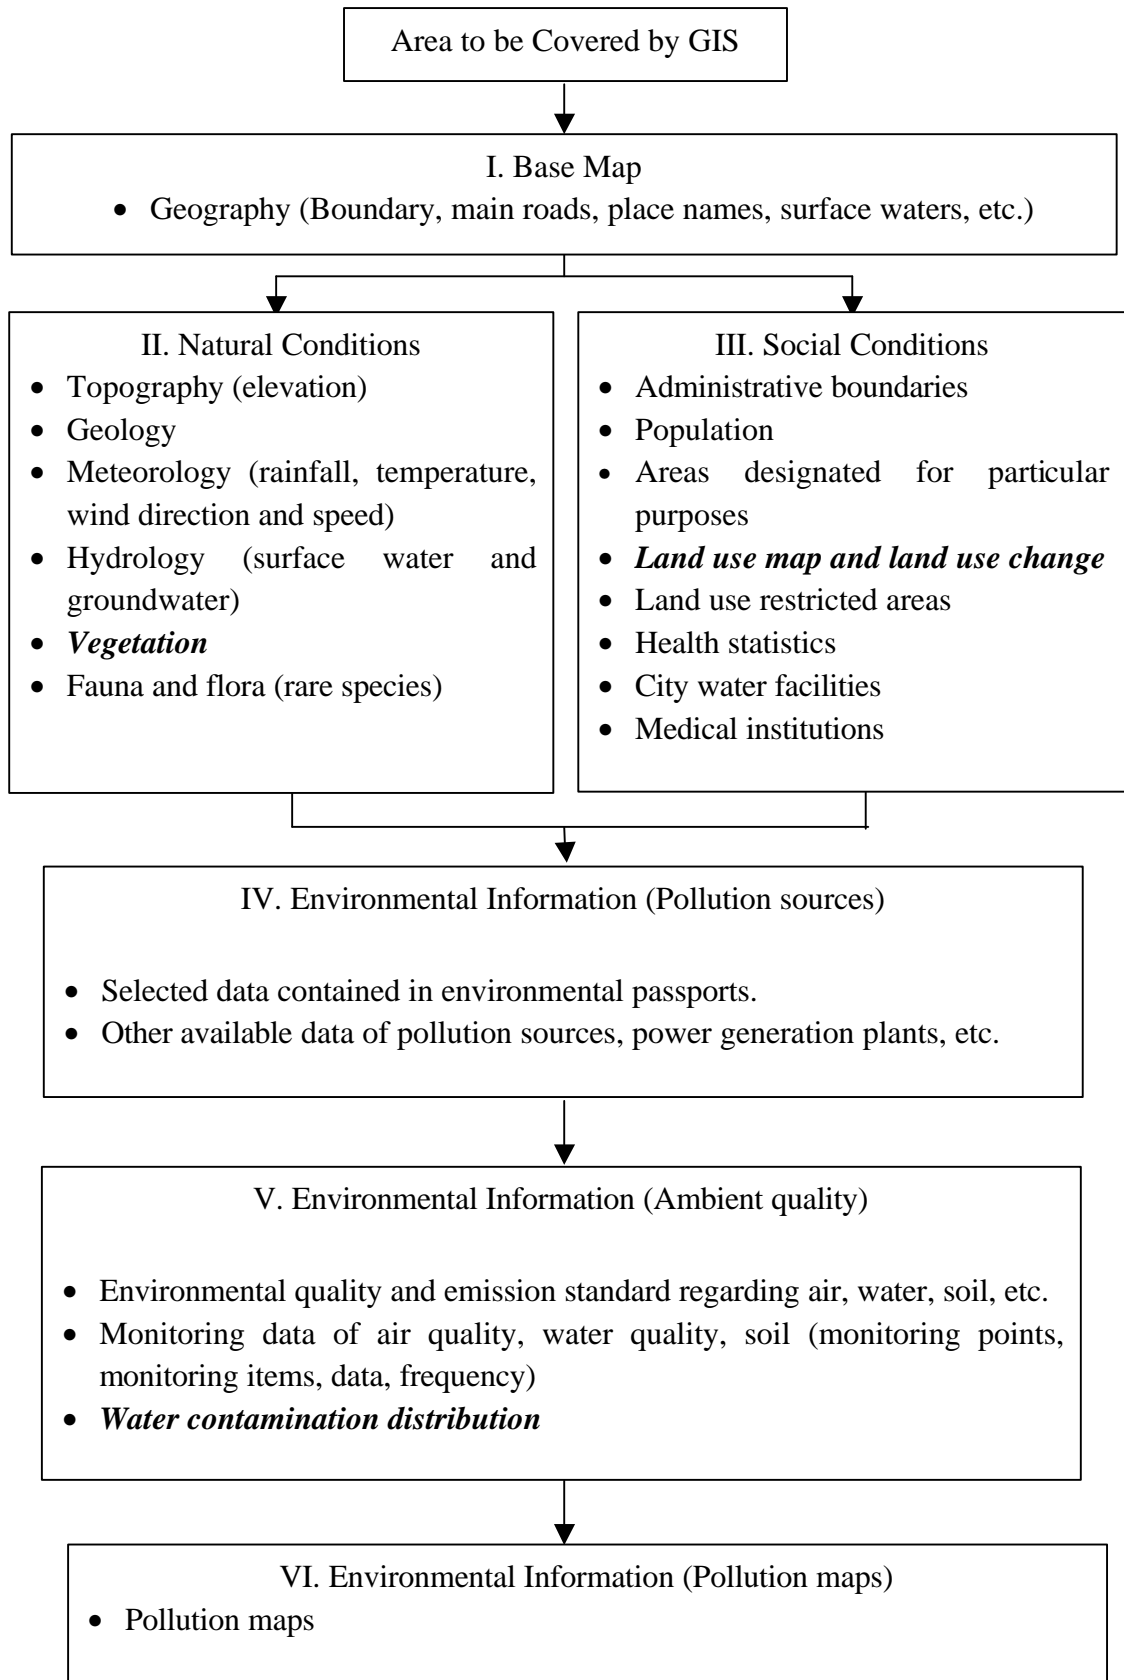 Area to be Covered by GIS
I. Base Map
• Geography (Boundary, main roads, place names, surface waters, etc.)
II. Natural Conditions
• Topography (elevation)
• Geology
• Meteorology (rainfall, temperature,
wind direction and speed)
• Hydrology (surface water and
groundwater)
• Vegetation
• Fauna and flora (rare species)
III. Social Conditions
• Administrative boundaries
• Population
• Areas designated for particular
purposes
• Land use map and land use change
• Land use restricted areas
• Health statistics
• City water facilities
• Medical institutions
IV. Environmental Information (Pollution sources)
• Selected data contained in environmental passports.
• Other available data of pollution sources, power generation plants, etc.
V. Environmental Information (Ambient quality)
• Environmental quality and emission standard regarding air, water, soil, etc.
• Monitoring data of air quality, water quality, soil (monitoring points,
monitoring items, data, frequency)
• Water contamination distribution
VI. Environmental Information (Pollution maps)
• Pollution maps